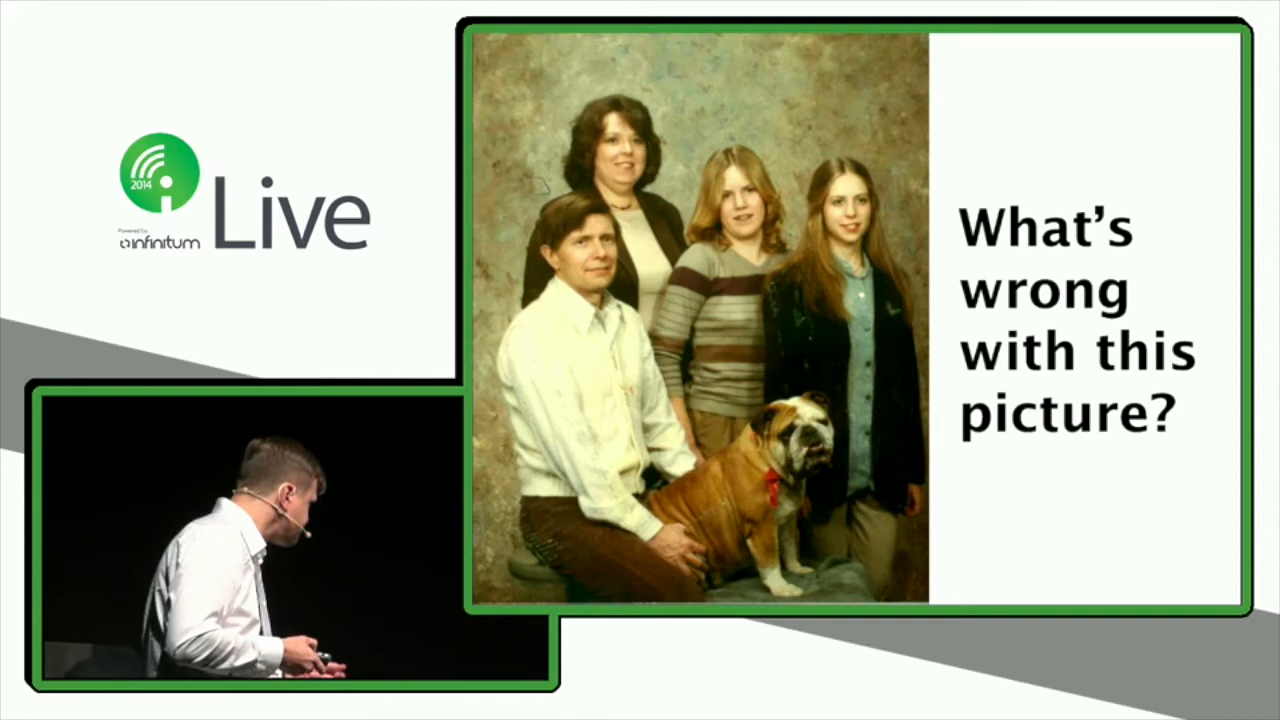 2014
Live
Powered by
infinitum
What's
wrong
with this
picture?